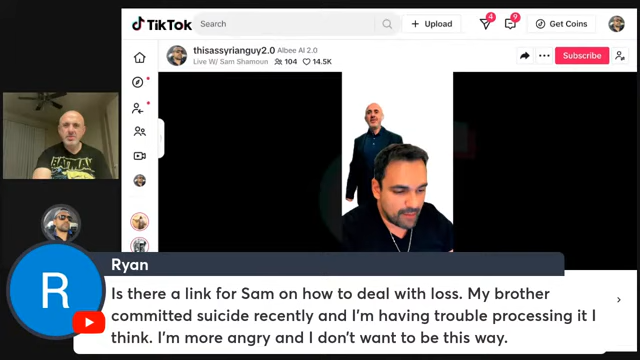 TikTok
Search
+ Upload
4
9
Get Coins
thisassyrianguy2.0 Albee AI 2.0
Live W/ Sam Shamoun 104 14.5K
Subscribe
BATMAN
R
Ryan
Is there a link for Sam on how to deal with loss. My brother
committed suicide recently and I'm having trouble processing it I
think. I'm more angry and I don't want to be this way.